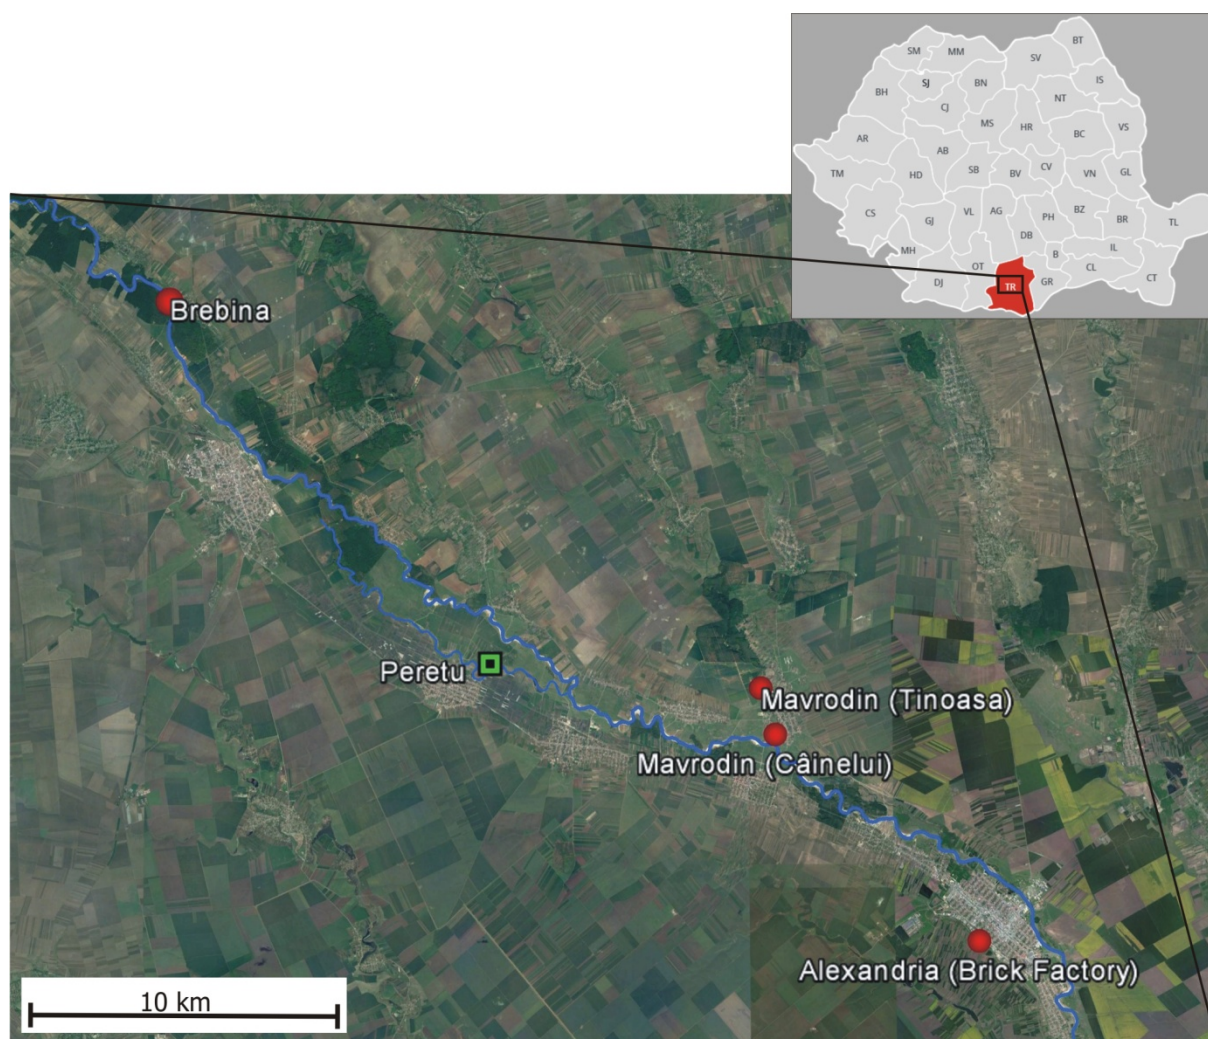 BT
SM MM SV
SJ BN IS
BH NT
CJ
MS HR VS
AR BC
AB
TM HD SB BV CV VN GL
CS GJ VL AG PH BZ BR TL
DB
MH OT B IL
DJ TR GR CL CT
Brebina
Peretu
Mavrodin (Tinoasa)
Mavrodin (Câinelui)
Alexandria (Brick Factory)
10 km